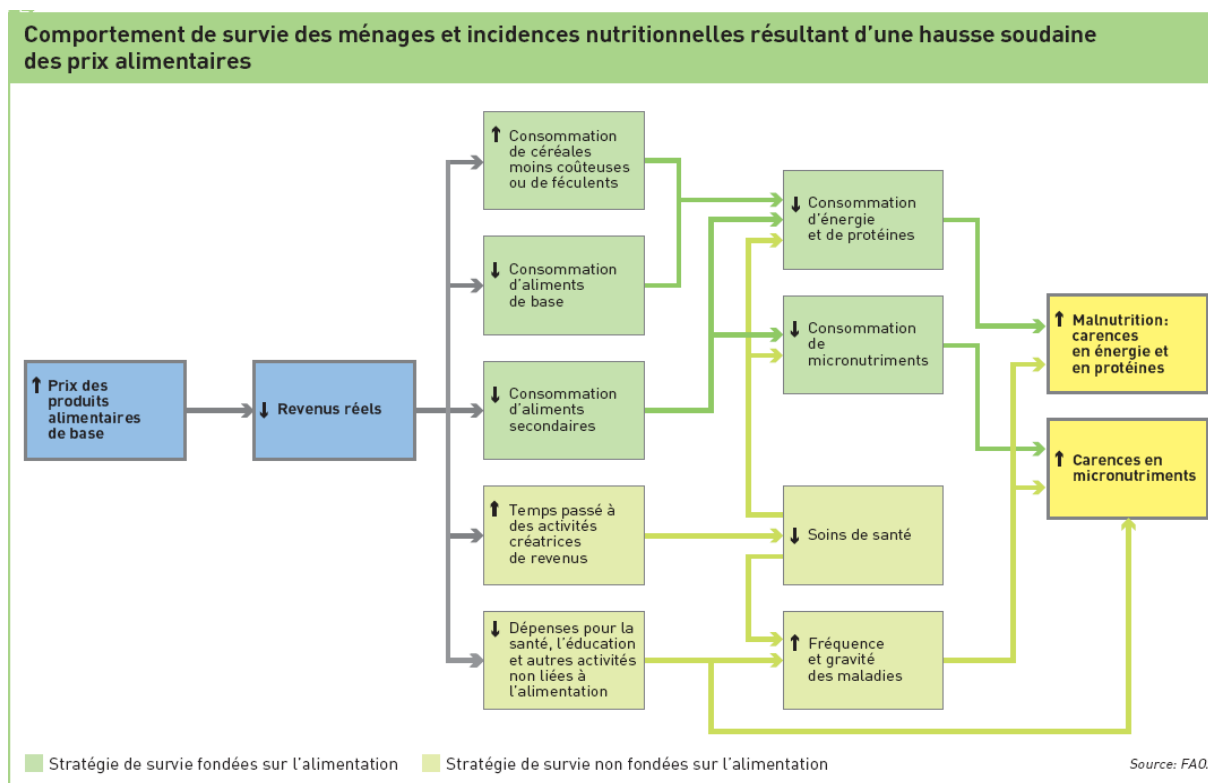 Comportement de survie des ménages et incidences nutritionnelles résultant d’une hausse soudaine
des prix alimentaires
↑ Prix des
produits
alimentaires
de base
↓ Revenus réels
↑ Consommation
de céréales
moins coûteuses
ou de féculents
↓ Consommation
d’aliments
de base
↓ Consommation
d’aliments
secondaires
↑ Temps passé à
des activités
créatrices
de revenus
↓ Dépenses pour la
santé, l’éducation
et autres activités
non liées à
l’alimentation
↓ Consommation
d’énergie
et de protéines
↓ Consommation
de
micronutriments
↓ Soins de santé
↑ Fréquence
et gravité
des maladies
↑ Malnutrition:
carences
en énergie et
en protéines
↑ Carences en
micronutriments
Stratégie de survie fondées sur l’alimentation
Stratégie de survie non fondées sur l’alimentation
Source: FAO.